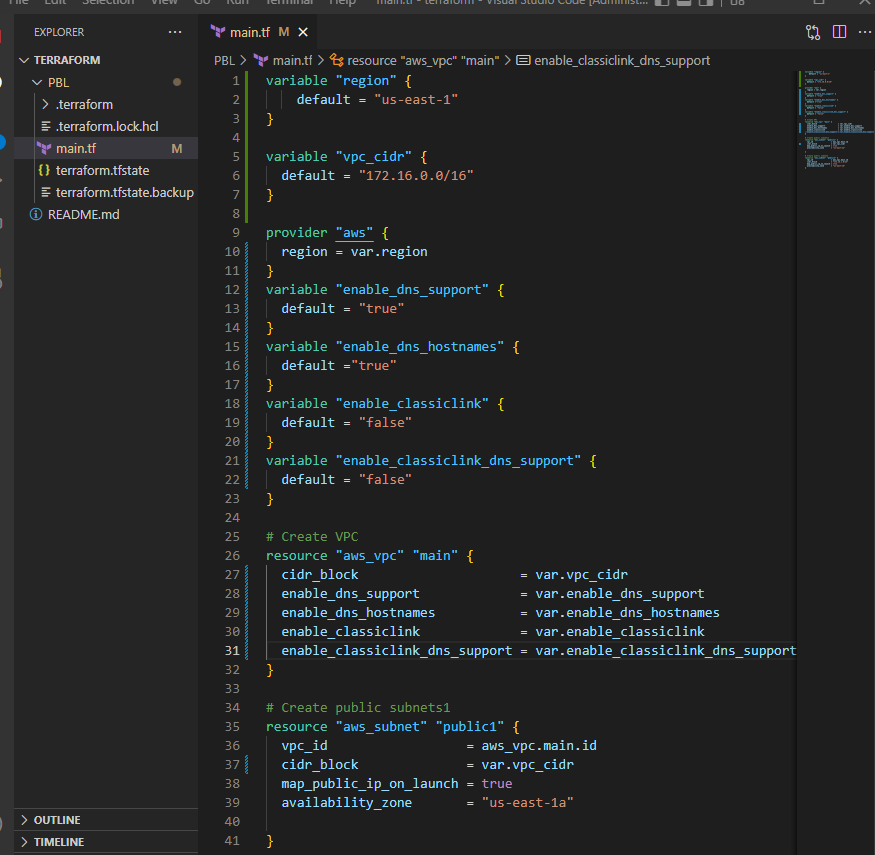 File Edit Selection View Go Run Terminal Help main.tf - terraform - Visual Studio Code [Administ...
EXPLORER ...
TERRAFORM
PBL
.terraform
.terraform.lock.hcl
main.tf M
terraform.tfstate
terraform.tfstate.backup
README.md
OUTLINE
TIMELINE
main.tf M
PBL > main.tf > resource "aws_vpc" "main" > enable_classiclink_dns_support
1 variable "region" {
2 default = "us-east-1"
3 }
4
5 variable "vpc_cidr" {
6 default = "172.16.0.0/16"
7 }
8
9 provider "aws" {
10 region = var.region
11 }
12 variable "enable_dns_support" {
13 default = "true"
14 }
15 variable "enable_dns_hostnames" {
16 default ="true"
17 }
18 variable "enable_classiclink" {
19 default = "false"
20 }
21 variable "enable_classiclink_dns_support" {
22 default = "false"
23 }
24
25 # Create VPC
26 resource "aws_vpc" "main" {
27 cidr_block = var.vpc_cidr
28 enable_dns_support = var.enable_dns_support
29 enable_dns_hostnames = var.enable_dns_hostnames
30 enable_classiclink = var.enable_classiclink
31 enable_classiclink_dns_support = var.enable_classiclink_dns_support
32 }
33
34 # Create public subnets1
35 resource "aws_subnet" "public1" {
36 vpc_id = aws_vpc.main.id
37 cidr_block = var.vpc_cidr
38 map_public_ip_on_launch = true
39 availability_zone = "us-east-1a"
40
41 }